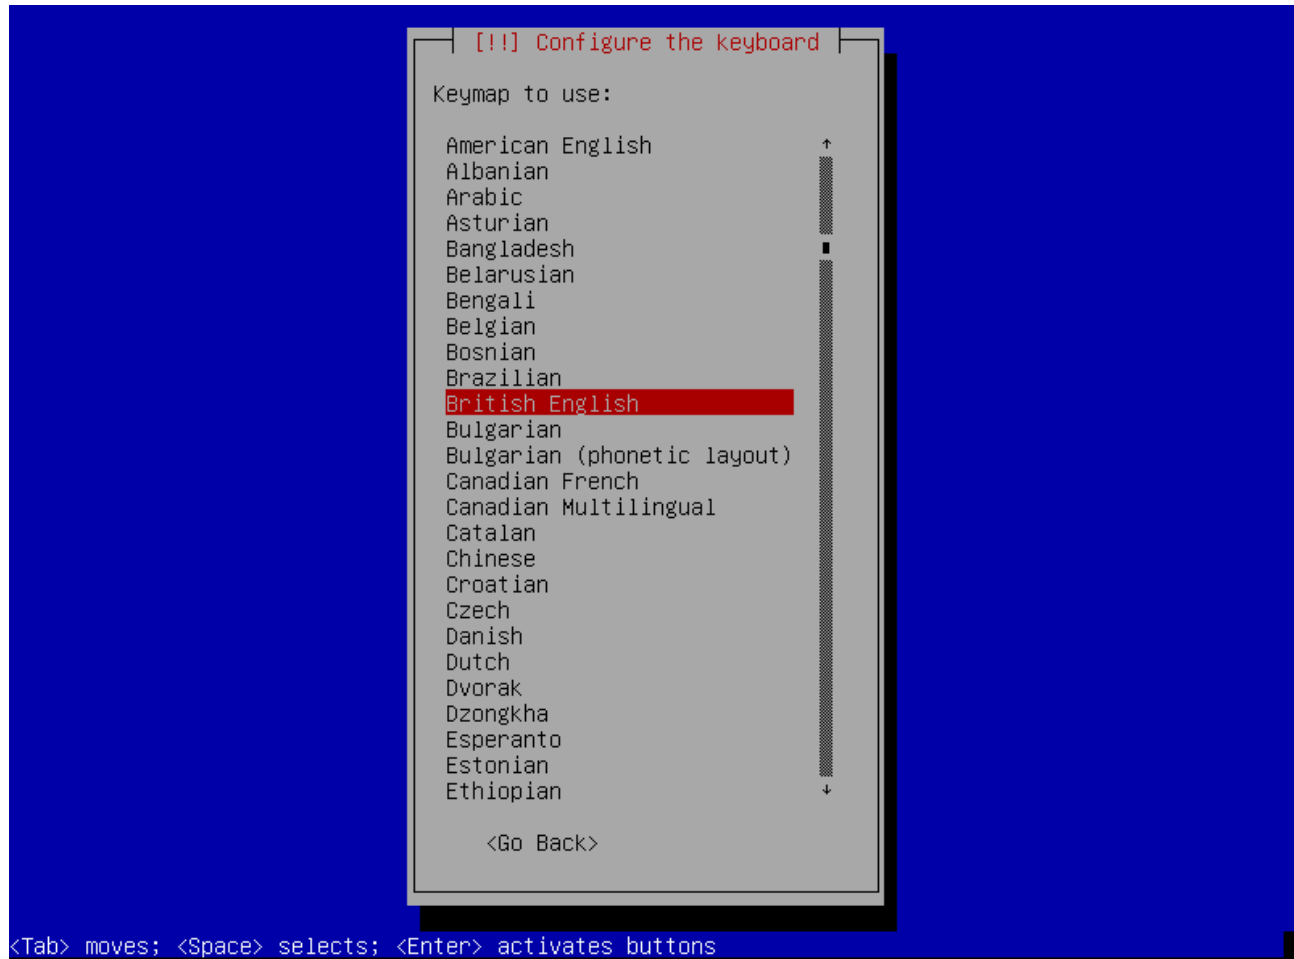 [!!] Configure the keyboard
Keymap to use:
American English
Albanian
Arabic
Asturian
Bangladesh
Belarusian
Bengali
Belgian
Bosnian
Brazilian
British English
Bulgarian
Bulgarian (phonetic layout)
Canadian French
Canadian Multilingual
Catalan
Chinese
Croatian
Czech
Danish
Dutch
Dvorak
Dzongkha
Esperanto
Estonian
Ethiopian
<Go Back>
<Tab> moves; <Space> selects; <Enter> activates buttons